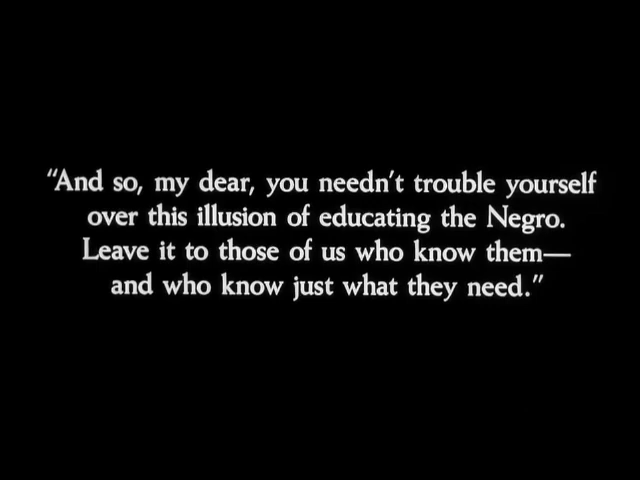 "And so, my dear, you needn't trouble yourself
over this illusion of educating the Negro.
Leave it to those of us who know them—
and who know just what they need."